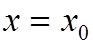 x = x₀